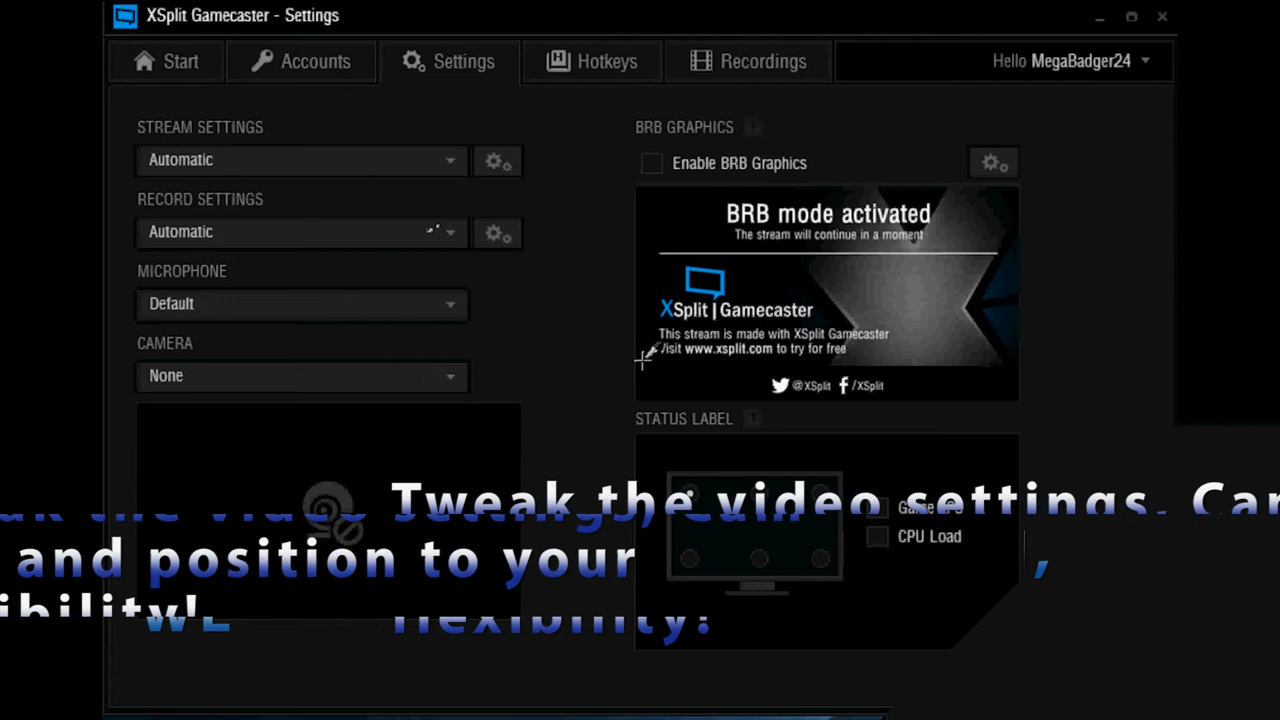 XSplit Gamecaster - Settings
Start
Accounts
Settings
Hotkeys
Recordings
Hello MegaBadger24
STREAM SETTINGS
Automatic
RECORD SETTINGS
Automatic
MICROPHONE
Default
CAMERA
None
BRB GRAPHICS
Enable BRB Graphics
BRB mode activated
The stream will continue in a moment
XSplit | Gamecaster
This stream is made with XSplit Gamecaster
Visit www.xsplit.com to try for free
@XSplit /XSplit
STATUS LABEL
CPU Load
Tweak the video settings,
and position to your
flexibility!